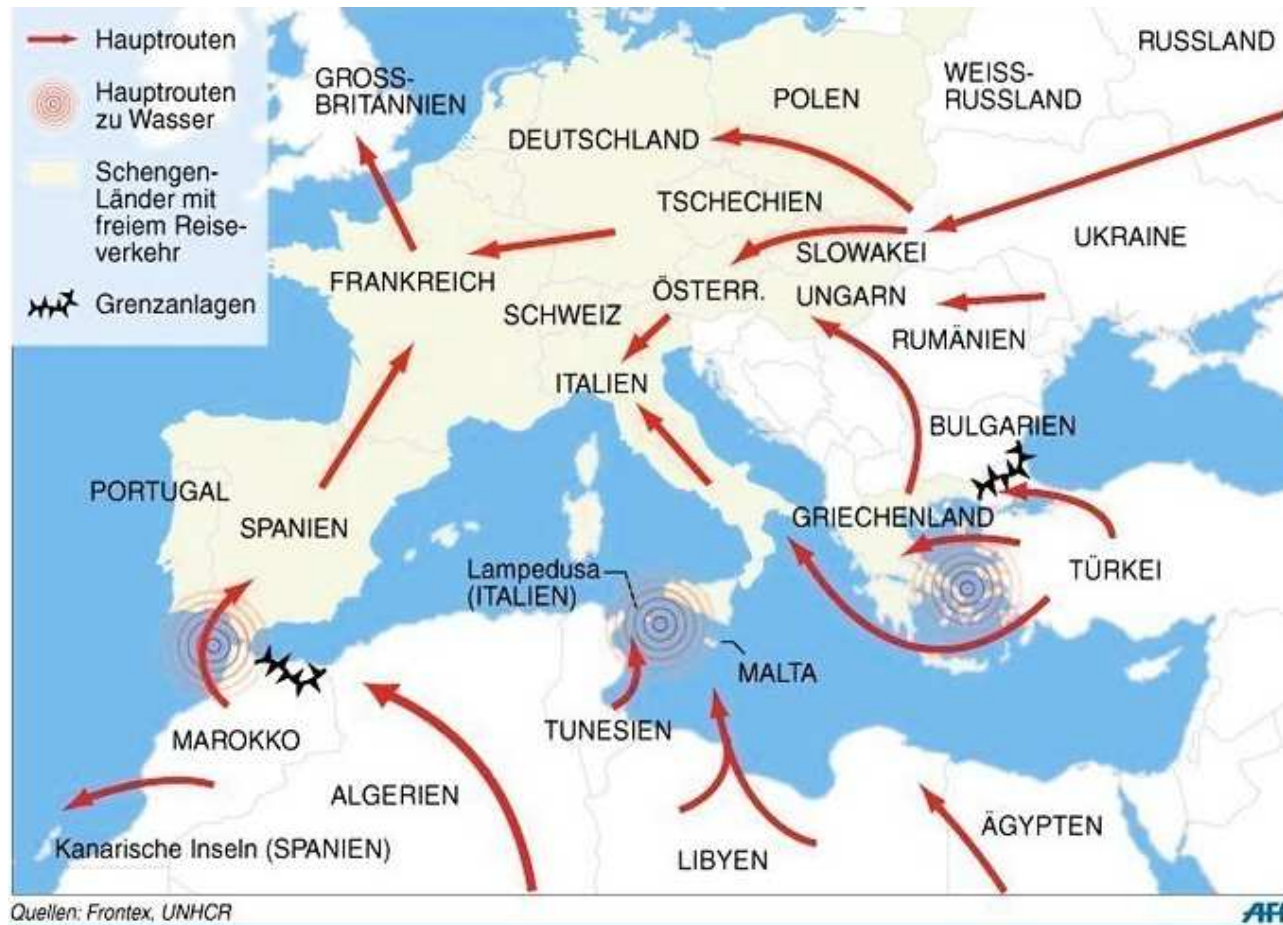 Hauptrouten
Hauptrouten
zu Wasser
Schengen-
Länder mit
freiem Reise-
verkehr
Grenzanlagen
GROSS-
BRITANNIEN
RUSSLAND
WEISS-
RUSSLAND
POLEN
DEUTSCHLAND
TSCHECHIEN
UKRAINE
SLOWAKEI
FRANKREICH
ÖSTERR.
UNGARN
SCHWEIZ
RUMÄNIEN
ITALIEN
BULGARIEN
PORTUGAL
SPANIEN
GRIECHENLAND
Lampedusa
(ITALIEN)
TÜRKEI
MALTA
TUNESIEN
MAROKKO
ALGERIEN
ÄGYPTEN
Kanarische Inseln (SPANIEN)
LIBYEN
Quellen: Frontex, UNHCR